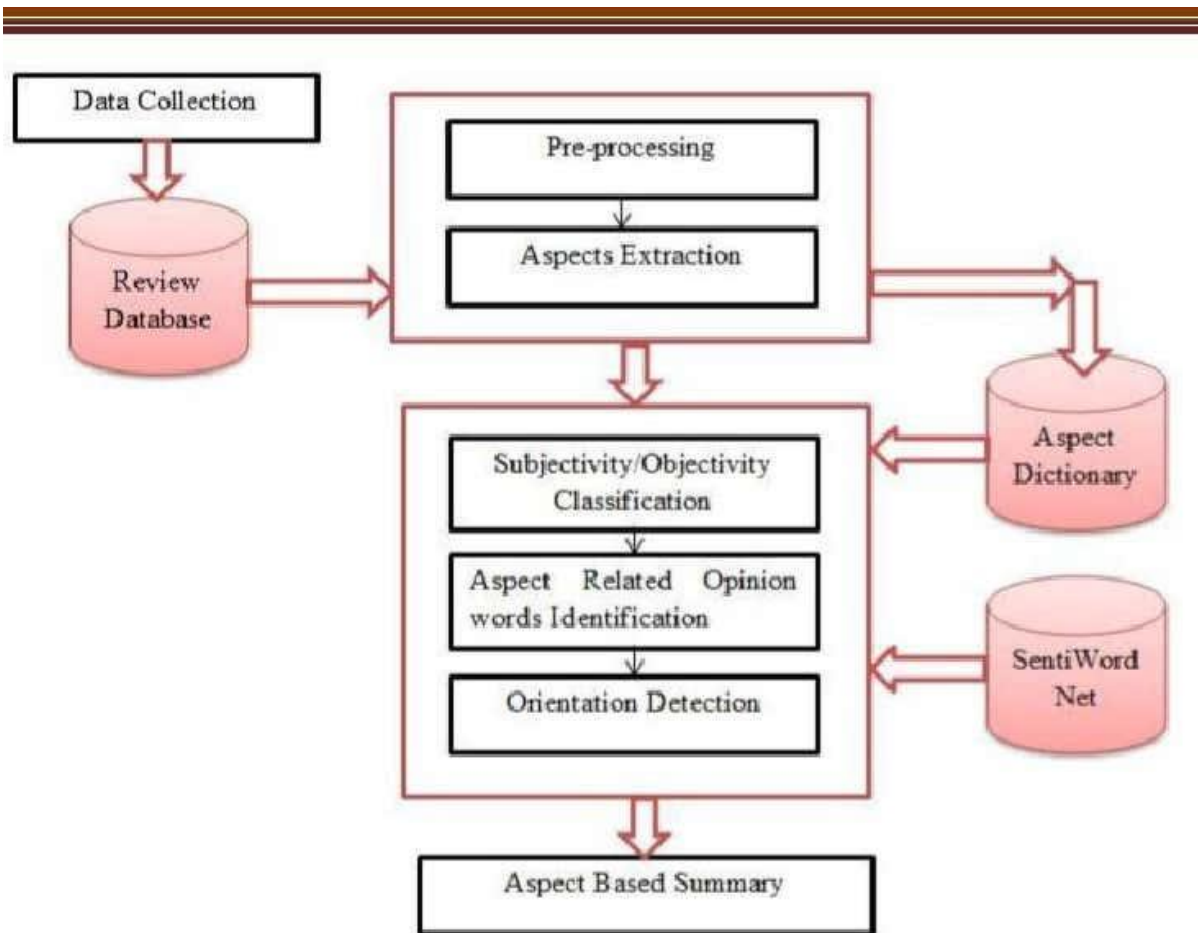 Data Collection
Pre-processing
Aspects Extraction
Review
Database
Aspect
Dictionary
Subjectivity/Objectivity
Classification
Aspect Related Opinion
words Identification
Orientation Detection
SentiWord
Net
Aspect Based Summary